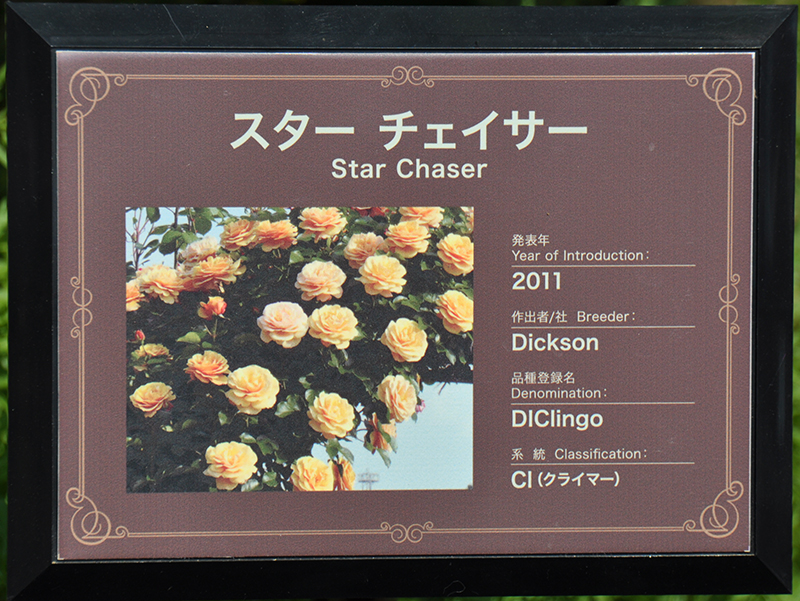 スター チェイサー
Star Chaser
発表年
Year of Introduction:
2011
作出者/社 Breeder:
Dickson
品種登録名
Denomination:
DIClingo
系 統 Classification:
Cl(クライマー)